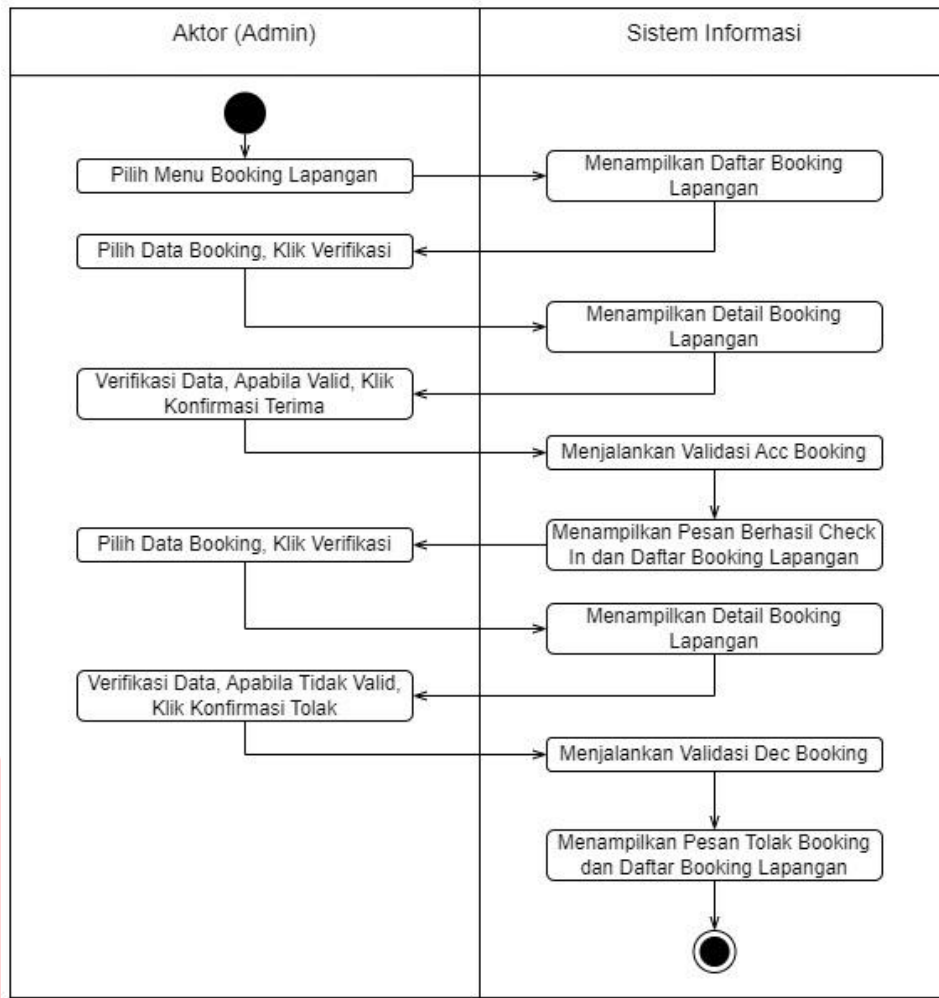 Aktor (Admin)
Sistem Informasi
Pilih Menu Booking Lapangan
Menampilkan Daftar Booking
Lapangan
Pilih Data Booking, Klik Verifikasi
Menampilkan Detail Booking
Lapangan
Verifikasi Data, Apabila Valid, Klik
Konfirmasi Terima
Menjalankan Validasi Acc Booking
Menampilkan Pesan Berhasil Check
In dan Daftar Booking Lapangan
Pilih Data Booking, Klik Verifikasi
Menampilkan Detail Booking
Lapangan
Verifikasi Data, Apabila Tidak Valid,
Klik Konfirmasi Tolak
Menjalankan Validasi Dec Booking
Menampilkan Pesan Tolak Booking
dan Daftar Booking Lapangan